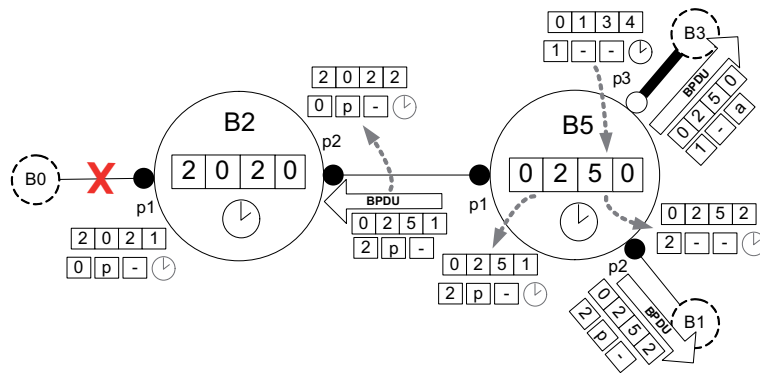 0 1 3 4
1 - -
B3
p3
BPDU
0 2 5 0
1 - a
2 0 2 2
0 p -
B2
p2
2 0 2 0
B0
X
p1
2 0 2 1
0 p -
BPDU
0 2 5 1
2 p -
B5
0 2 5 0
p1
0 2 5 1
2 p -
0 2 5 2
2 - -
p2
BPDU
0 2 5 2
2 p -
B1